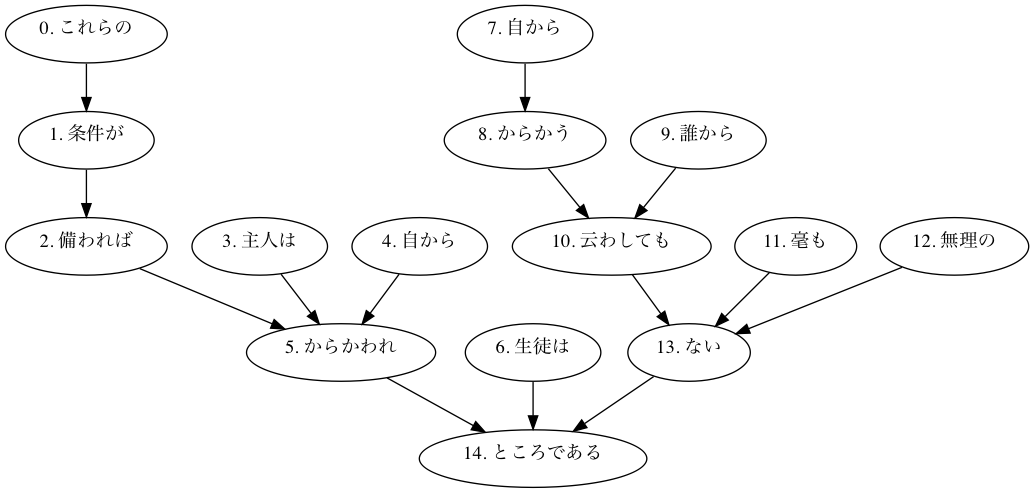 0. これらの
7. 自から
1. 条件が
8. からかう
9. 誰から
2. 備われば
3. 主人は
4. 自から
10. 云わしても
11. 毫も
12. 無理の
5. からかわれ
6. 生徒は
13. ない
14. ところである